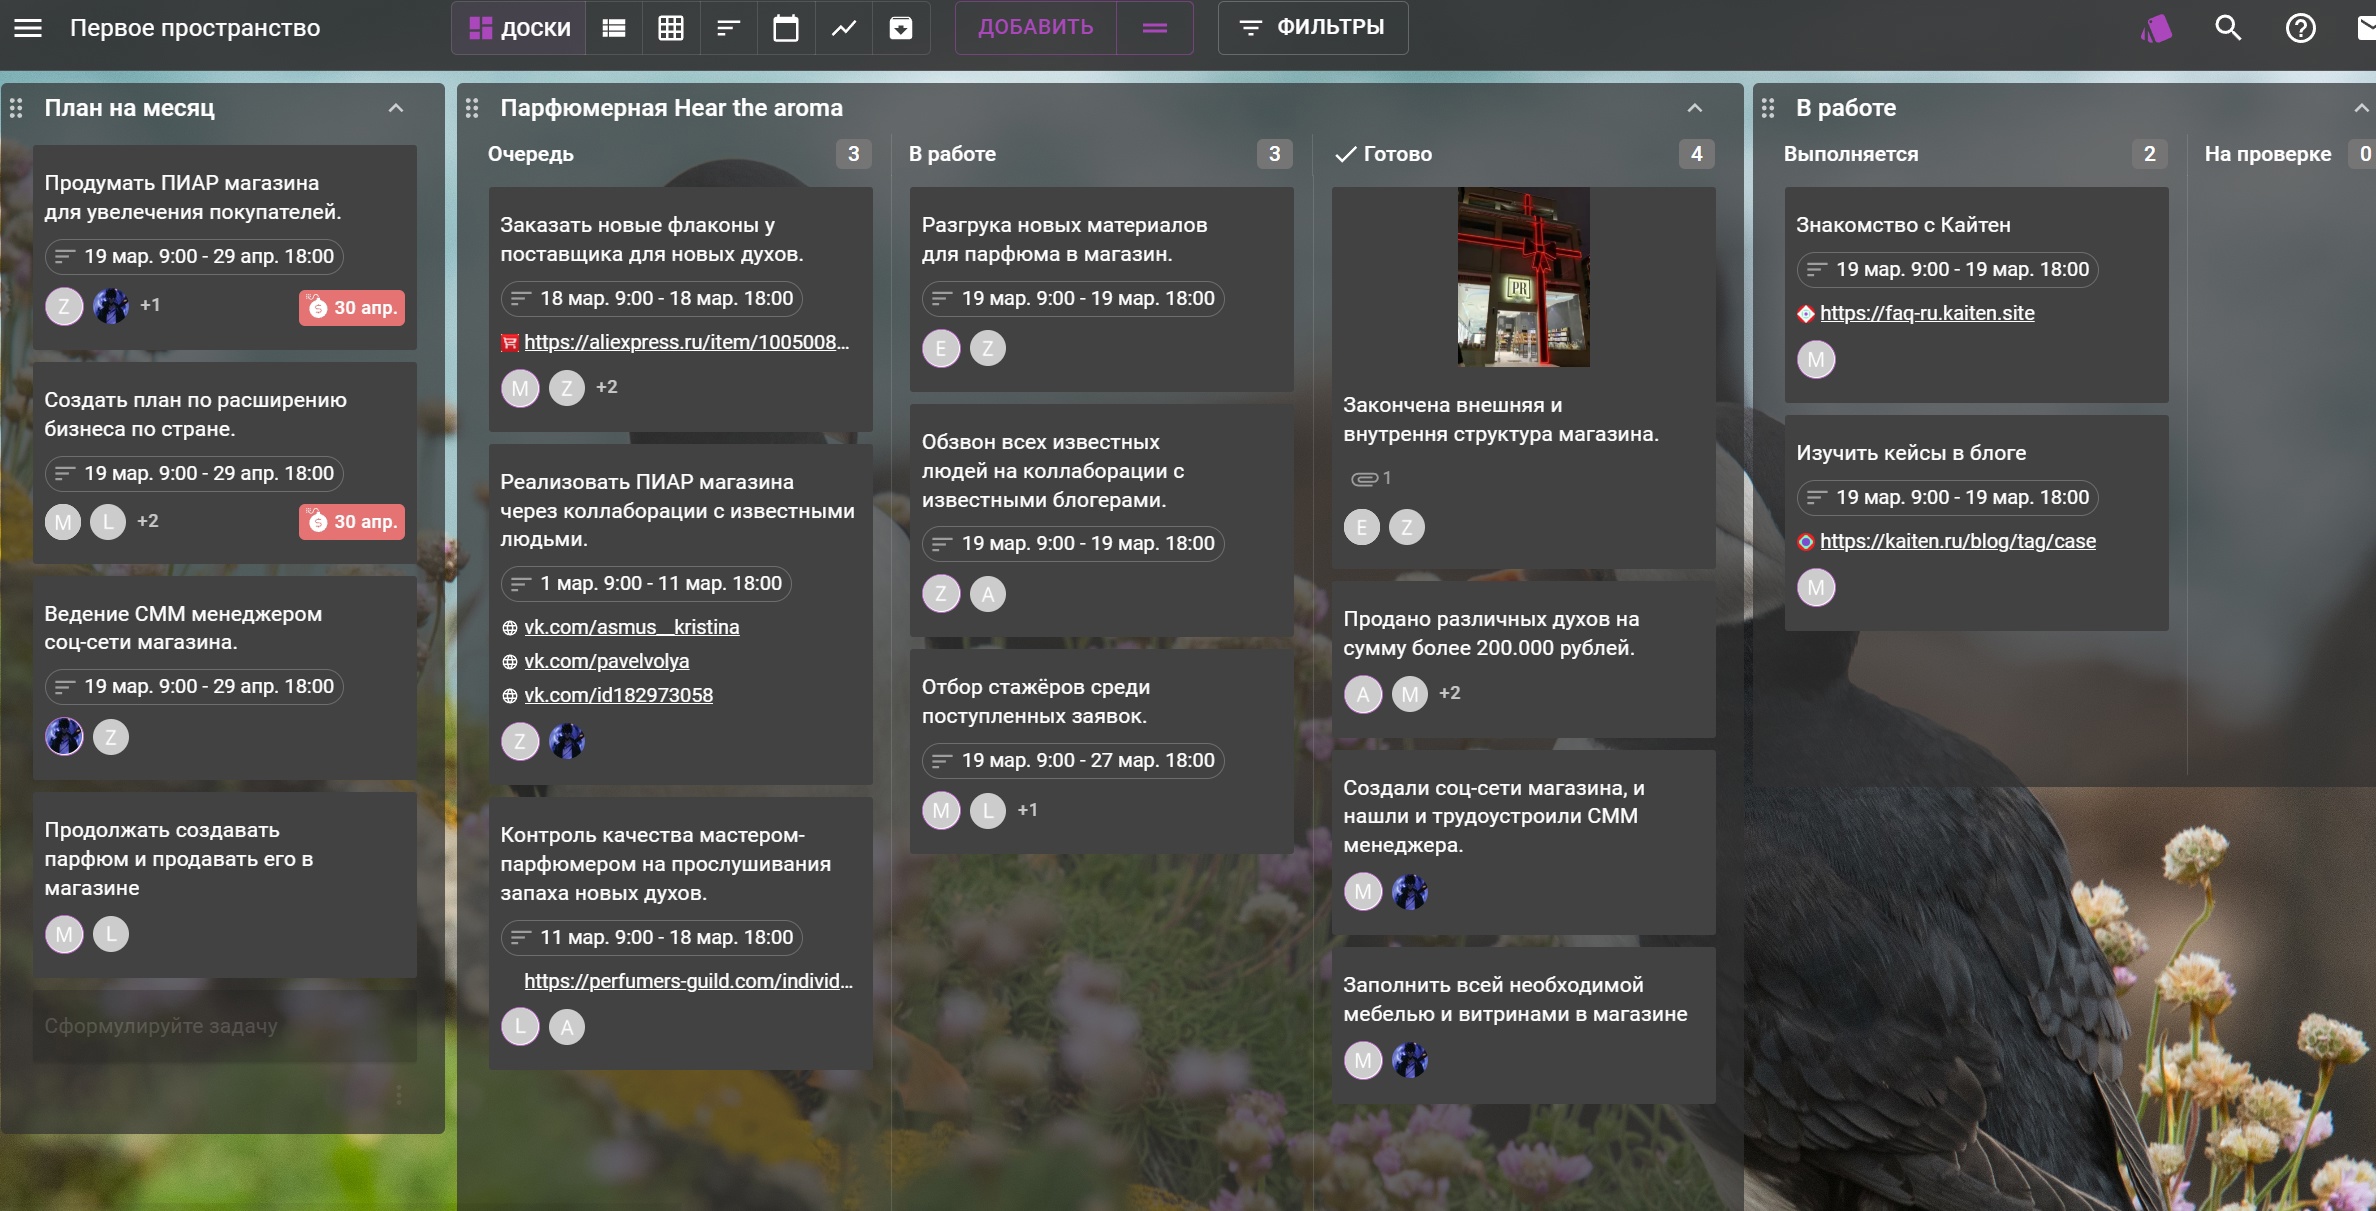 Первое пространство
ДОСКИ
ДОБАВИТЬ
ФИЛЬТРЫ
План на месяц
Продумать ПИАР магазина
для увелечения покупателей.
19 мар. 9:00 - 29 апр. 18:00
Z
+1
30 апр.
Создать план по расширению
бизнеса по стране.
19 мар. 9:00 - 29 апр. 18:00
M L +2
30 апр.
Ведение СММ менеджером
соц-сети магазина.
19 мар. 9:00 - 29 апр. 18:00
Z
Продолжать создавать
парфюм и продавать его в
магазине
M L
Сформулируйте задачу
Парфюмерная Hear the aroma
Очередь 3
Заказать новые флаконы у
поставщика для новых духов.
18 мар. 9:00 - 18 мар. 18:00
https://aliexpress.ru/item/1005008...
M Z +2
Реализовать ПИАР магазина
через коллаборации с известными
людьми.
1 мар. 9:00 - 11 мар. 18:00
vk.com/asmus__kristina
vk.com/pavelvolya
vk.com/id182973058
Z
Контроль качества мастером-
парфюмером на прослушивания
запаха новых духов.
11 мар. 9:00 - 18 мар. 18:00
https://perfumers-guild.com/individ...
L A
В работе 3
Разгрука новых материалов
для парфюма в магазин.
19 мар. 9:00 - 19 мар. 18:00
E Z
Обзвон всех известных
людей на коллаборации с
известными блогерами.
19 мар. 9:00 - 19 мар. 18:00
Z A
Отбор стажёров среди
поступленных заявок.
19 мар. 9:00 - 27 мар. 18:00
M L +1
Готово 4
PR
Закончена внешняя и
внутрення структура магазина.
1
E Z
Продано различных духов на
сумму более 200.000 рублей.
A M +2
Создали соц-сети магазина, и
нашли и трудоустроили СММ
менеджера.
M
Заполнить всей необходимой
мебелью и витринами в магазине
M
В работе
Выполняется 2
Знакомство с Кайтен
19 мар. 9:00 - 19 мар. 18:00
https://faq-ru.kaiten.site
M
Изучить кейсы в блоге
19 мар. 9:00 - 19 мар. 18:00
https://kaiten.ru/blog/tag/case
M
На проверке 0